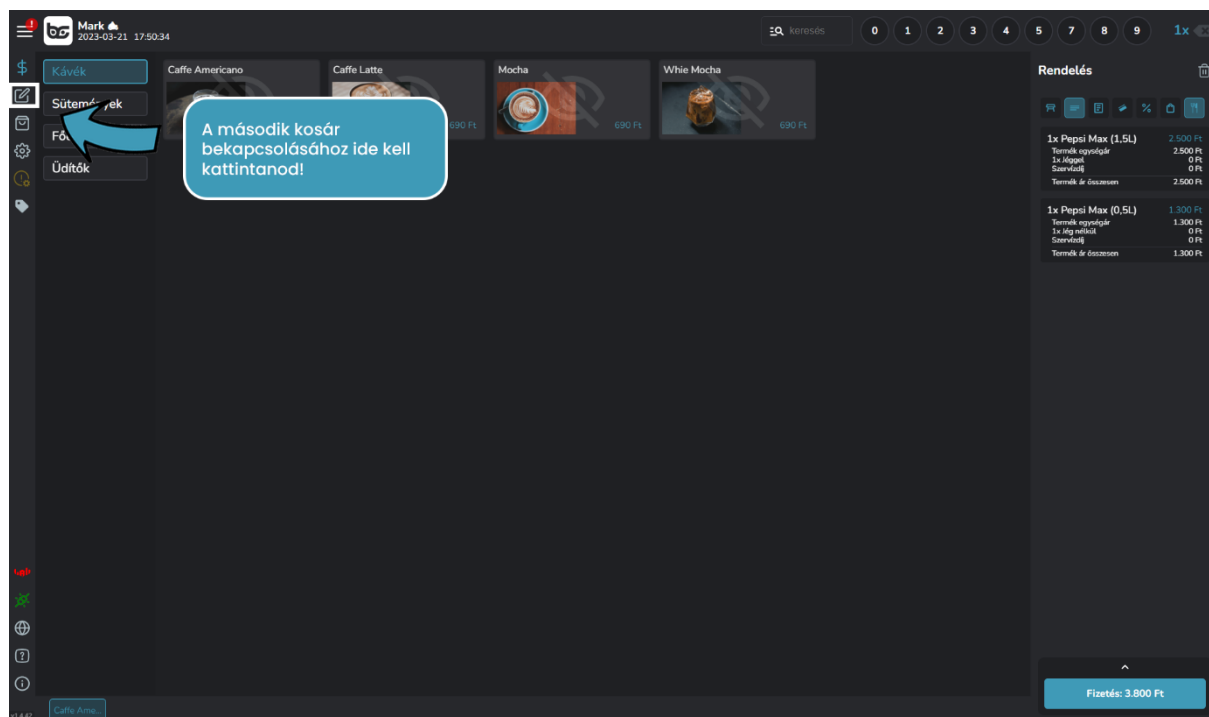 Mark
2023-03-21 17:50:34
keresés
0 1 2 3 4 5 7 8 9 1x
Kávék
Sütemények
Üdítők
Caffe Americano
Caffe Latte
690 Ft
Mocha
690 Ft
Whie Mocha
690 Ft
A második kosár
bekapcsolásához ide kell
kattintanod!
Rendelés
1x Pepsi Max (1,5L) 2.500 Ft
Termék egységár 2.500 Ft
1x Jéggel 0 Ft
Szervízdíj 0 Ft
Termék ár összesen 2.500 Ft
1x Pepsi Max (0,5L) 1.300 Ft
Termék egységár 1.300 Ft
1x Jég nélkül 0 Ft
Szervízdíj 0 Ft
Termék ár összesen 1.300 Ft
Fizetés: 3.800 Ft
Caffe Ame...